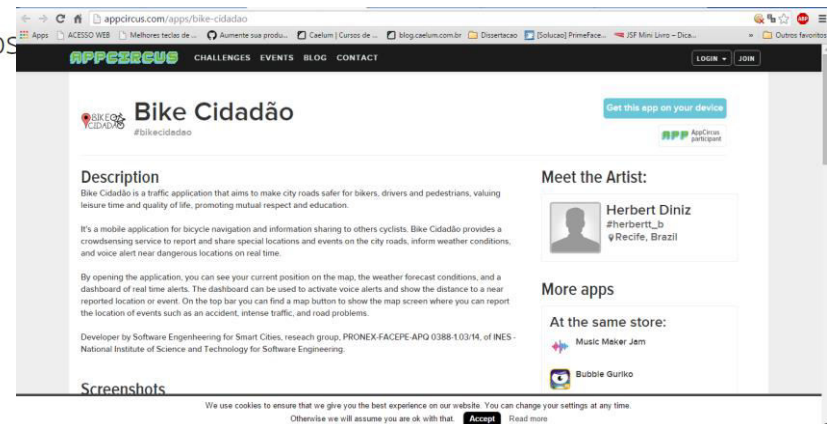 os
appcircus.com/apps/bike-cidadao
Apps ACESSO WEB Melhores teclas de ... Aumente sua produ... Caelum | Cursos de ... blog.caelum.com.br Dissertacao [Solucao] PrimeFace... JSF Mini Livro – Dica... » Outros favoritos
APPCIRCUS CHALLENGES EVENTS BLOG CONTACT LOGIN JOIN
BIKE CIDADÃO
Bike Cidadão
#bikecidadao
Get this app on your device
APP AppCircus participant
Description
Bike Cidadão is a traffic application that aims to make city roads safer for bikers, drivers and pedestrians, valuing
leisure time and quality of life, promoting mutual respect and education.
It's a mobile application for bicycle navigation and information sharing to others cyclists. Bike Cidadão provides a
crowdsensing service to report and share special locations and events on the city roads, inform weather conditions,
and voice alert near dangerous locations on real time.
By opening the application, you can see your current position on the map, the weather forecast conditions, and a
dashboard of real time alerts. The dashboard can be used to activate voice alerts and show the distance to a near
reported location or event. On the top bar you can find a map button to show the map screen where you can report
the location of events such as an accident, intense traffic, and road problems.
Developer by Software Engenheering for Smart Cities, reseach group, PRONEX-FACEPE-APQ 0388-1.03/14, of INES -
National Institute of Science and Technology for Software Engineering.
Screenshots
Meet the Artist:
Herbert Diniz
#herbertt_b
Recife, Brazil
More apps
At the same store:
Music Maker Jam
Bubble Guriko
We use cookies to ensure that we give you the best experience on our website. You can change your settings at any time.
Otherwise we will assume you are ok with that. Accept Read more